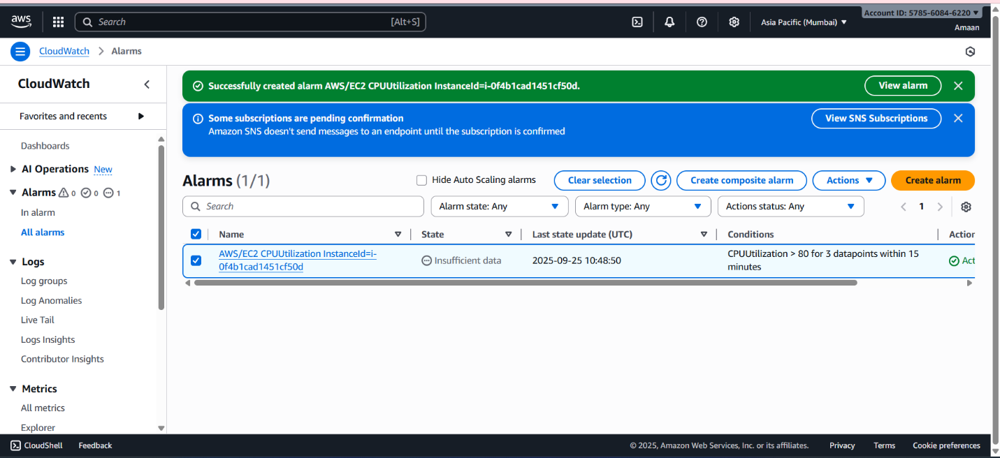 aws
Search
[Alt+S]
Asia Pacific (Mumbai)
Account ID: 5785-6084-6220
Amaan
CloudWatch
Alarms
CloudWatch
Favorites and recents
Dashboards
AI Operations New
Alarms 0 0 1
In alarm
All alarms
Logs
Log groups
Log Anomalies
Live Tail
Logs Insights
Contributor Insights
Metrics
All metrics
Explorer
Successfully created alarm AWS/EC2 CPUUtilization InstanceId=i-0f4b1cad1451cf50d.
View alarm
Some subscriptions are pending confirmation
Amazon SNS doesn't send messages to an endpoint until the subscription is confirmed
View SNS Subscriptions
Alarms (1/1)
Hide Auto Scaling alarms
Clear selection
Create composite alarm
Actions
Create alarm
Search
Alarm state: Any
Alarm type: Any
Actions status: Any
1
Name
State
Last state update (UTC)
Conditions
Action
AWS/EC2 CPUUtilization InstanceId=i-
0f4b1cad1451cf50d
Insufficient data
2025-09-25 10:48:50
CPUUtilization > 80 for 3 datapoints within 15
minutes
Act
CloudShell
Feedback
© 2025, Amazon Web Services, Inc. or its affiliates.
Privacy
Terms
Cookie preferences